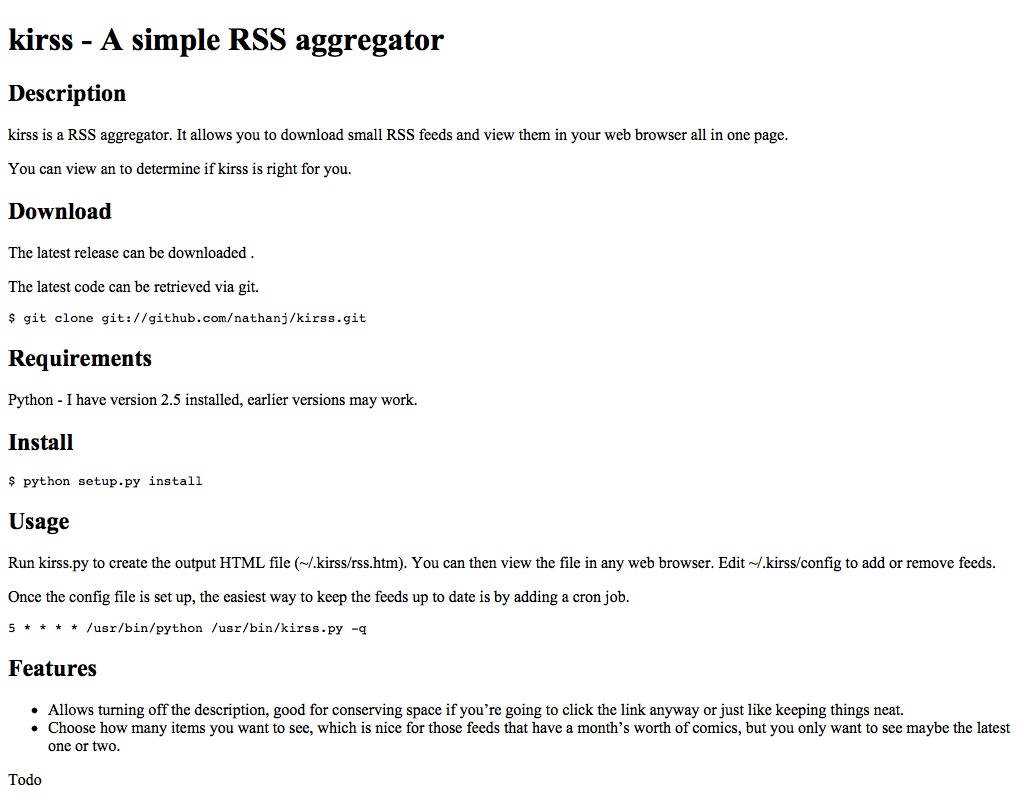 kirss - A simple RSS aggregator
Description
kirss is a RSS aggregator. It allows you to download small RSS feeds and view them in your web browser all in one page.
You can view an to determine if kirss is right for you.
Download
The latest release can be downloaded .
The latest code can be retrieved via git.
$ git clone git://github.com/nathanj/kirss.git
Requirements
Python - I have version 2.5 installed, earlier versions may work.
Install
$ python setup.py install
Usage
Run kirss.py to create the output HTML file (~/.kirss/rss.htm). You can then view the file in any web browser. Edit ~/.kirss/config to add or remove feeds.
Once the config file is set up, the easiest way to keep the feeds up to date is by adding a cron job.
5 * * * * /usr/bin/python /usr/bin/kirss.py -q
Features
• Allows turning off the description, good for conserving space if you’re going to click the link anyway or just like keeping things neat.
• Choose how many items you want to see, which is nice for those feeds that have a month’s worth of comics, but you only want to see maybe the latest
one or two.
Todo